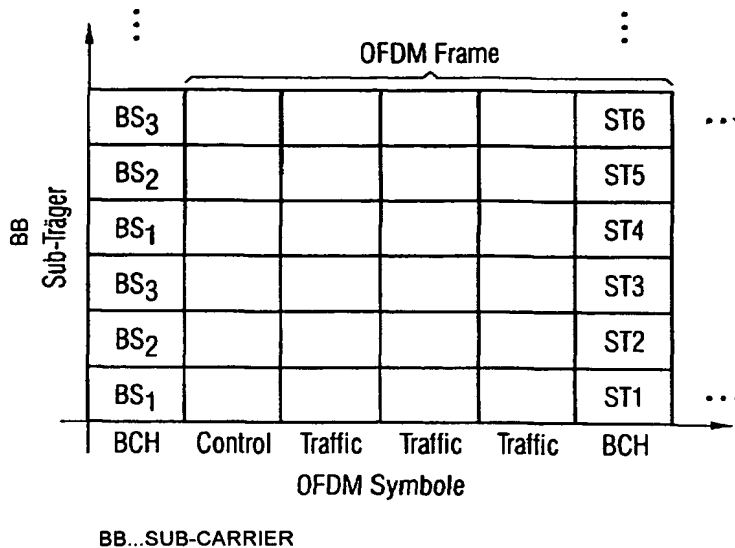 OFDM Frame
BS3 ST6
BS2 ST5
BS1 ST4
BS3 ST3
BS2 ST2
BS1 ST1
BB
Sub-Träger
BCH Control Traffic Traffic Traffic BCH
OFDM Symbole
BB...SUB-CARRIER